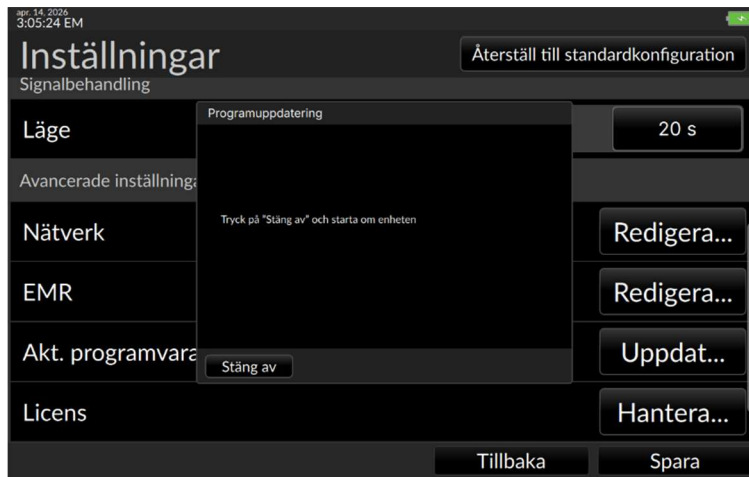 apr. 14, 2026
3:05:24 EM
Inställningar
Återställ till standardkonfiguration
Signalbehandling
Programuppdatering
Läge
20 s
Avancerade inställninga
Tryck på "Stäng av" och starta om enheten
Nätverk
Redigera...
EMR
Redigera...
Akt. programvara
Uppdat...
Stäng av
Licens
Hantera...
Tillbaka
Spara